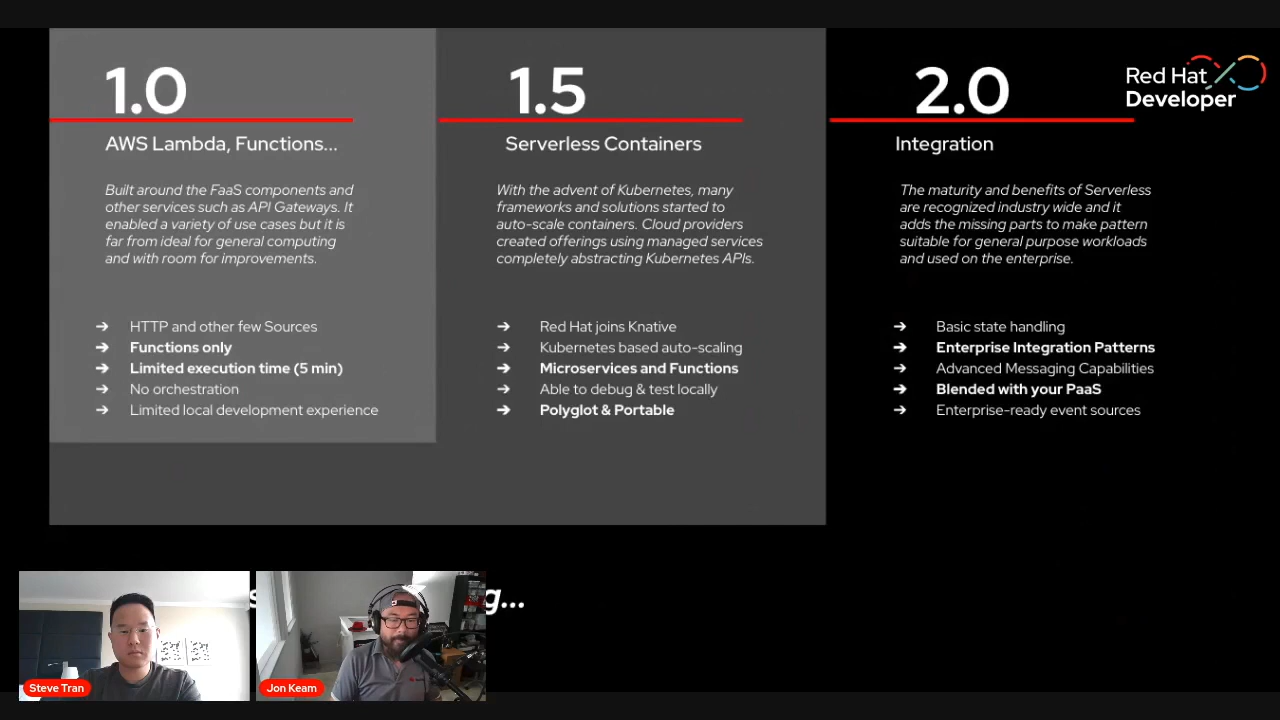 1.0
AWS Lambda, Functions...
Built around the FaaS components and
other services such as API Gateways. It
enabled a variety of use cases but it is
far from ideal for general computing
and with room for improvements.
➔ HTTP and other few Sources
➔ Functions only
➔ Limited execution time (5 min)
➔ No orchestration
➔ Limited local development experience
1.5
Serverless Containers
With the advent of Kubernetes, many
frameworks and solutions started to
auto-scale containers. Cloud providers
created offerings using managed services
completely abstracting Kubernetes APIs.
➔ Red Hat joins Knative
➔ Kubernetes based auto-scaling
➔ Microservices and Functions
➔ Able to debug & test locally
➔ Polyglot & Portable
2.0
Integration
The maturity and benefits of Serverless
are recognized industry wide and it
adds the missing parts to make pattern
suitable for general purpose workloads
and used on the enterprise.
➔ Basic state handling
➔ Enterprise Integration Patterns
➔ Advanced Messaging Capabilities
➔ Blended with your PaaS
➔ Enterprise-ready event sources
Red Hat
Developer
g...
Steve Tran
Jon Keam